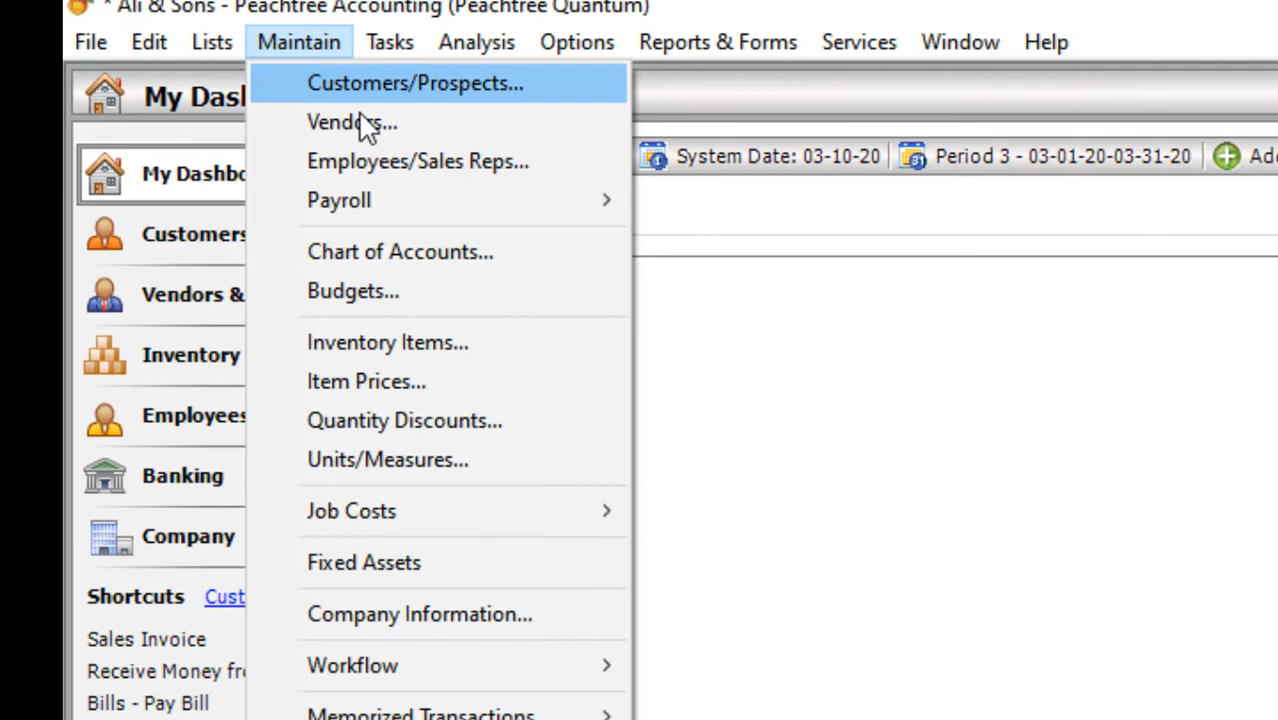 * Ali & Sons - Peachtree Accounting (Peachtree Quantum)
File Edit Lists Maintain Tasks Analysis Options Reports & Forms Services Window Help
My Dash
Customers/Prospects...
Vendors...
Employees/Sales Reps...
Payroll
Chart of Accounts...
Budgets...
Inventory Items...
Item Prices...
Quantity Discounts...
Units/Measures...
Job Costs
Fixed Assets
Company Information...
Workflow
Memorized Transactions
System Date: 03-10-20
Period 3 - 03-01-20-03-31-20
Add
My Dashbo
Customers
Vendors &
Inventory
Employees
Banking
Company
Shortcuts Cust
Sales Invoice
Receive Money fr
Bills - Pay Bill